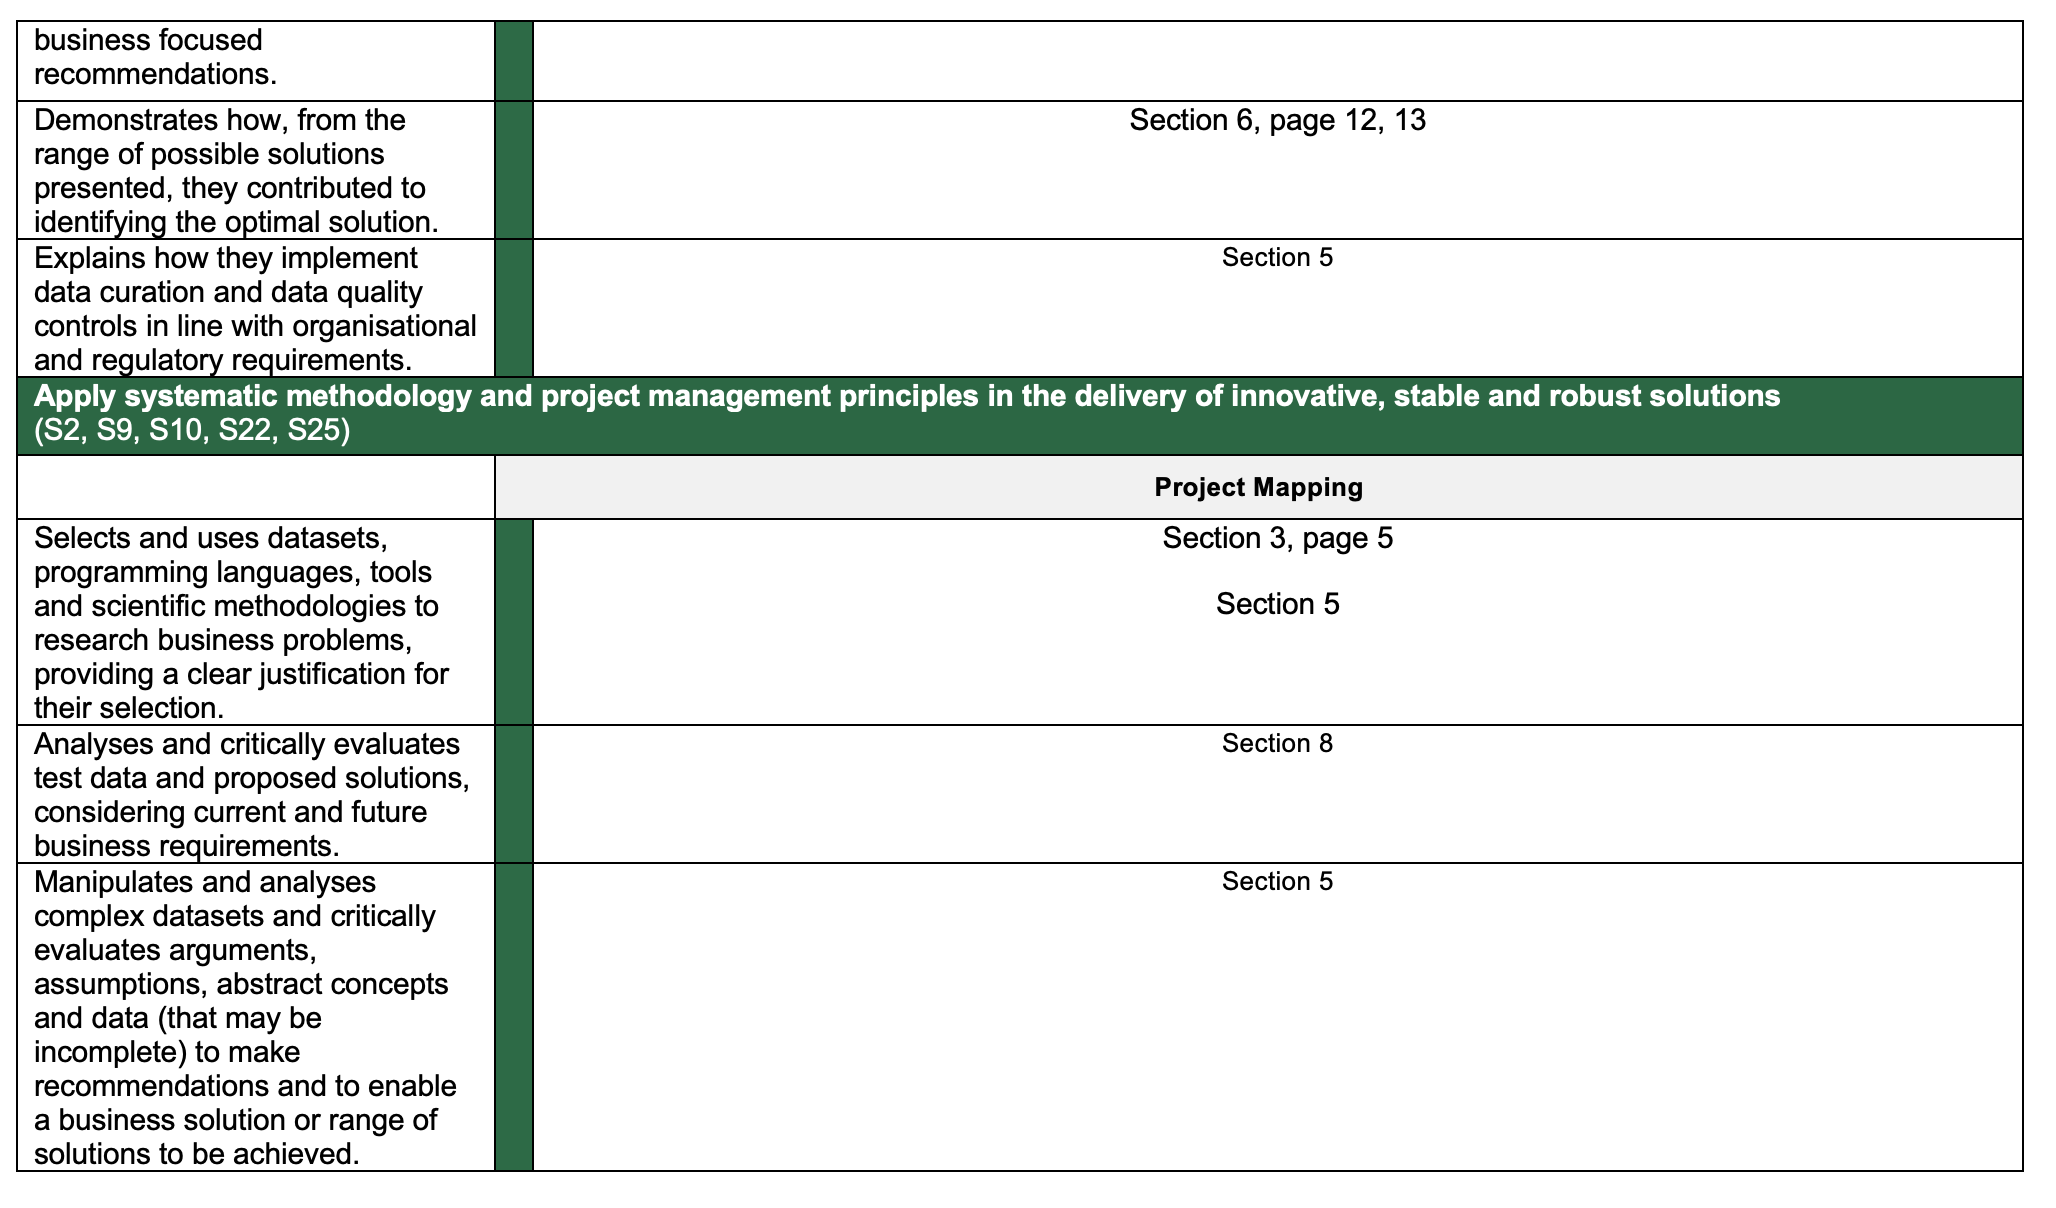 business focused
recommendations.
Demonstrates how, from the
range of possible solutions
presented, they contributed to
identifying the optimal solution.
Section 6, page 12, 13
Explains how they implement
data curation and data quality
controls in line with organisational
and regulatory requirements.
Section 5
Apply systematic methodology and project management principles in the delivery of innovative, stable and robust solutions
(S2, S9, S10, S22, S25)
Project Mapping
Selects and uses datasets,
programming languages, tools
and scientific methodologies to
research business problems,
providing a clear justification for
their selection.
Section 3, page 5
Section 5
Analyses and critically evaluates
test data and proposed solutions,
considering current and future
business requirements.
Section 8
Manipulates and analyses
complex datasets and critically
evaluates arguments,
assumptions, abstract concepts
and data (that may be
incomplete) to make
recommendations and to enable
a business solution or range of
solutions to be achieved.
Section 5